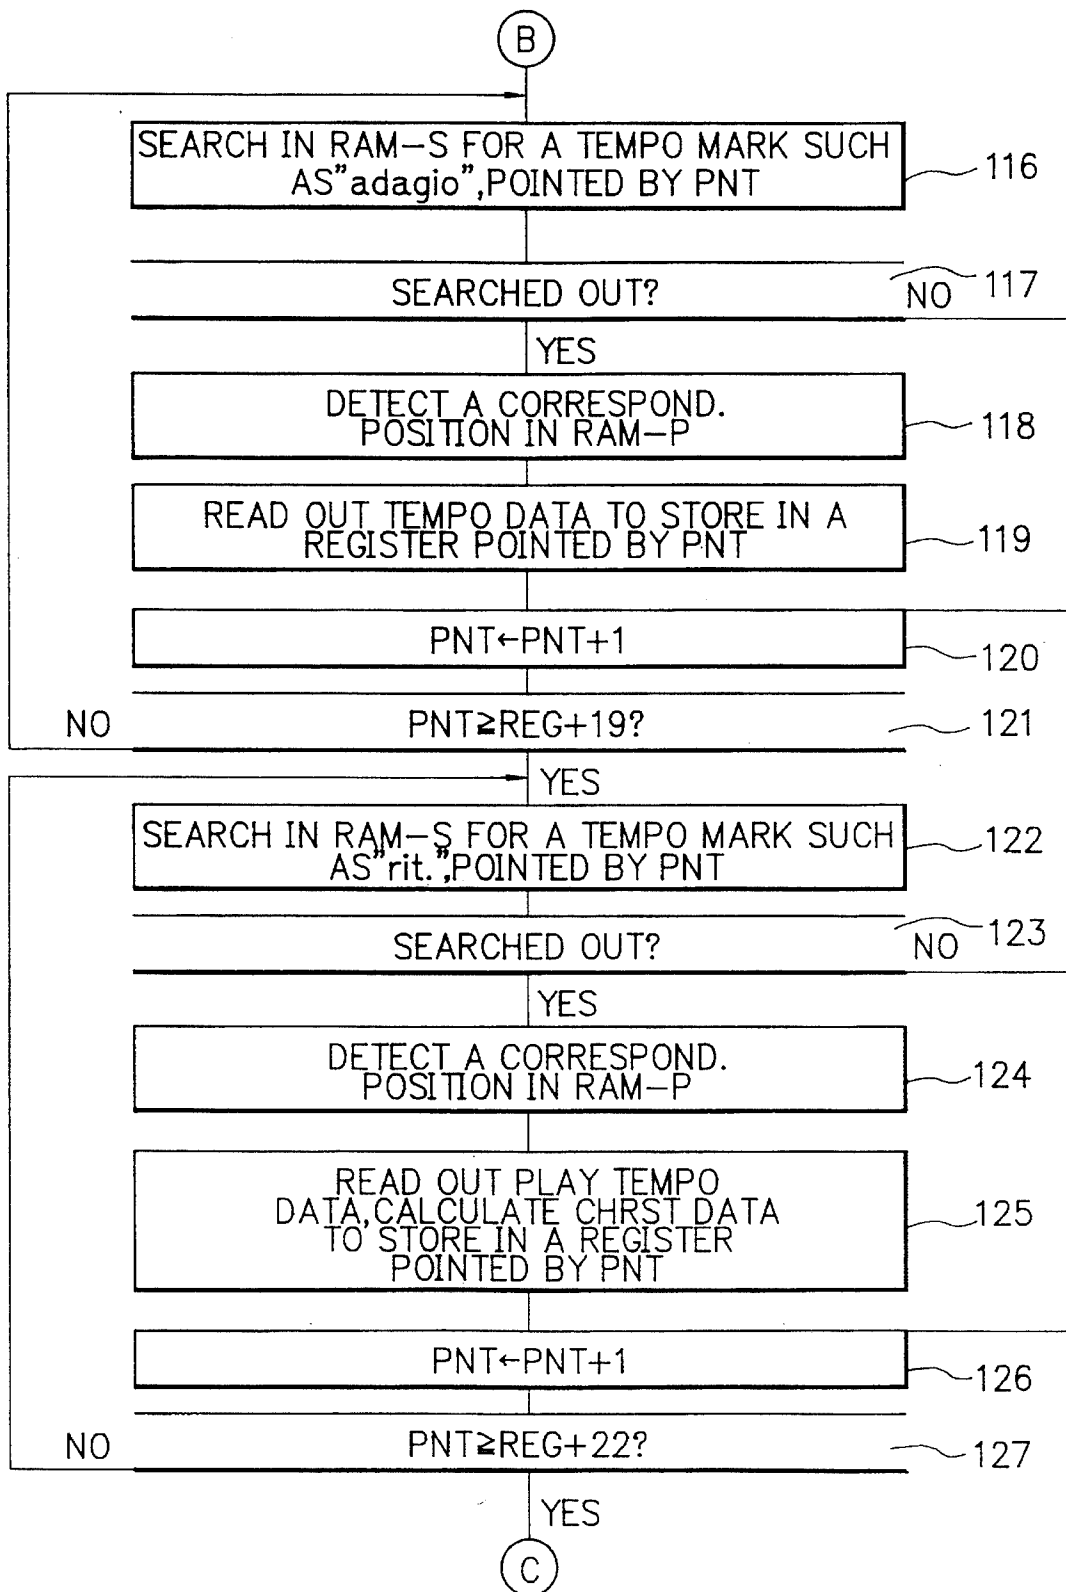 B
SEARCH IN RAM-S FOR A TEMPO MARK SUCH
AS"adagio",POINTED BY PNT
116
SEARCHED OUT?
117
NO
YES
DETECT A CORRESPOND.
POSITION IN RAM-P
118
READ OUT TEMPO DATA TO STORE IN A
REGISTER POINTED BY PNT
119
PNT←PNT+1
120
NO
PNT≧REG+19?
121
YES
SEARCH IN RAM-S FOR A TEMPO MARK SUCH
AS"rit.",POINTED BY PNT
122
SEARCHED OUT?
123
NO
YES
DETECT A CORRESPOND.
POSITION IN RAM-P
124
READ OUT PLAY TEMPO
DATA,CALCULATE CHRST DATA
TO STORE IN A REGISTER
POINTED BY PNT
125
PNT←PNT+1
126
NO
PNT≧REG+22?
127
YES
C